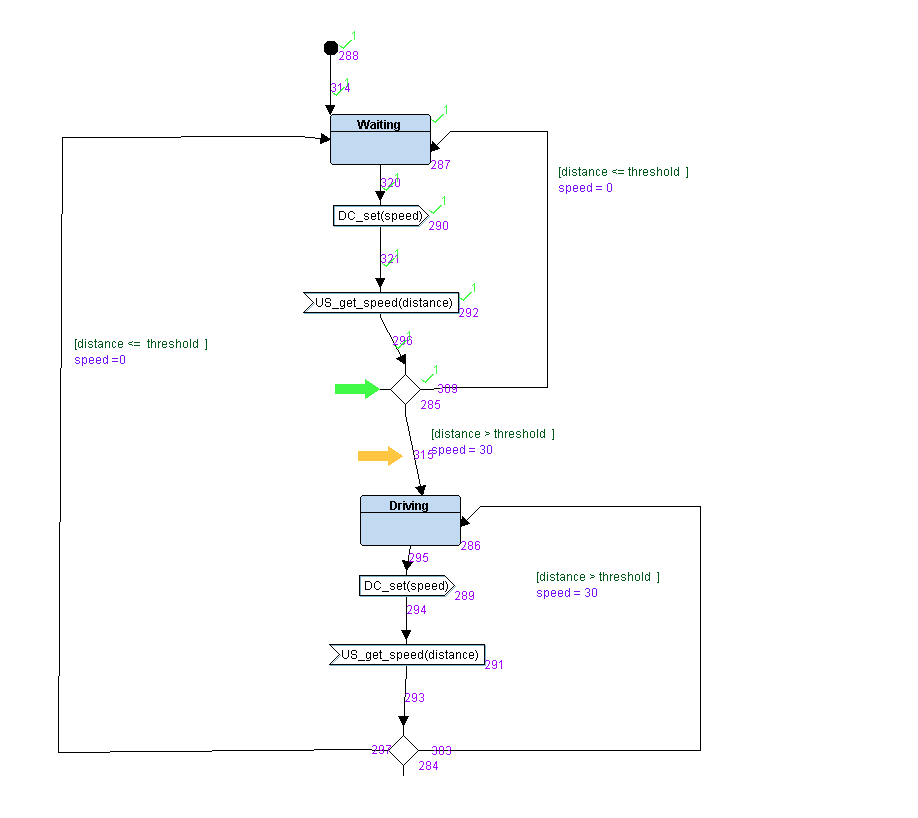 1
288
314
1
Waiting
1
287
320
1
[distance <= threshold ]
speed = 0
DC_set(speed)
1
290
321
1
US_get_speed(distance)
1
292
296
1
[distance <= threshold ]
speed =0
1
309
285
[distance > threshold ]
speed = 30
315
Driving
286
295
[distance > threshold ]
speed = 30
DC_set(speed)
289
294
US_get_speed(distance)
291
293
297
303
284